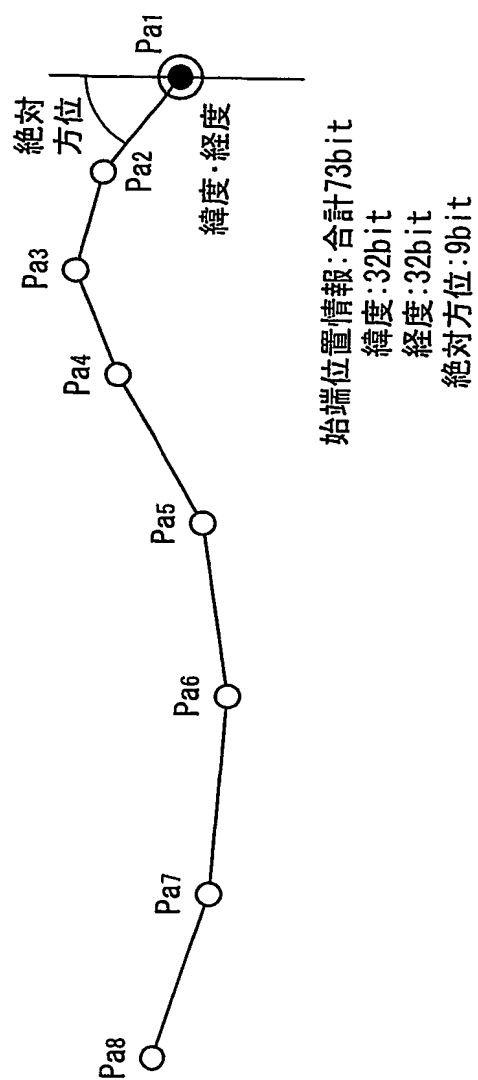 絶対
方位
Pa1
Pa2
Pa3
Pa4
Pa5
Pa6
Pa7
Pa8
緯度・経度
始端位置情報:合計73bit
緯度:32bit
経度:32bit
絶対方位:9bit